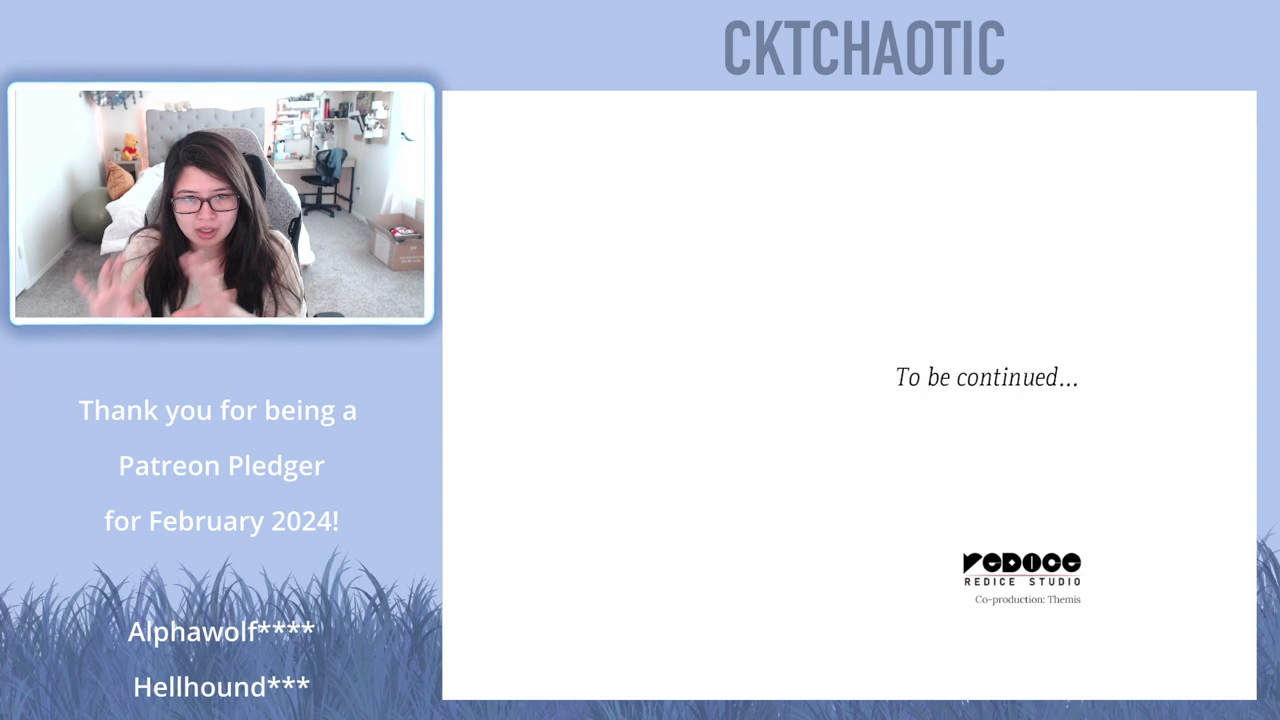 CKTCHAOTIC
Thank you for being a
Patreon Pledger
for February 2024!
Alphawolf****
Hellhound***
To be continued...
REDICE
REDICE STUDIO
Co-production: Themis